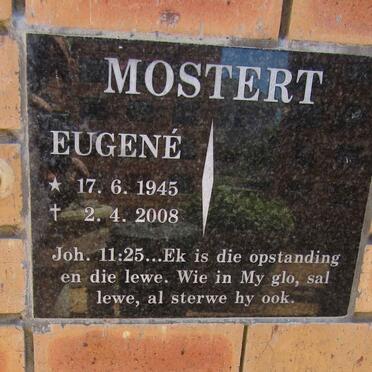 MOSTERT
EUGENÉ
★ 17. 6. 1945
† 2. 4. 2008
Joh. 11:25...Ek is die opstanding
en die lewe. Wie in My glo, sal
lewe, al sterwe hy ook.